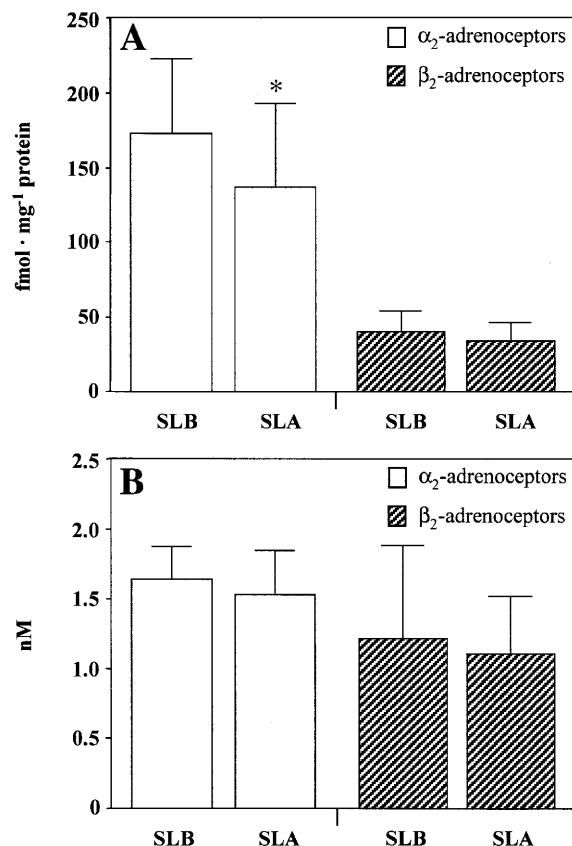 A
α₂-adrenoceptors
β₂-adrenoceptors
fmol · mg⁻¹ protein
250
200
150
100
50
0
*
SLB
SLA
SLB
SLA
B
α₂-adrenoceptors
β₂-adrenoceptors
nM
2.5
2.0
1.5
1.0
0.5
0
SLB
SLA
SLB
SLA